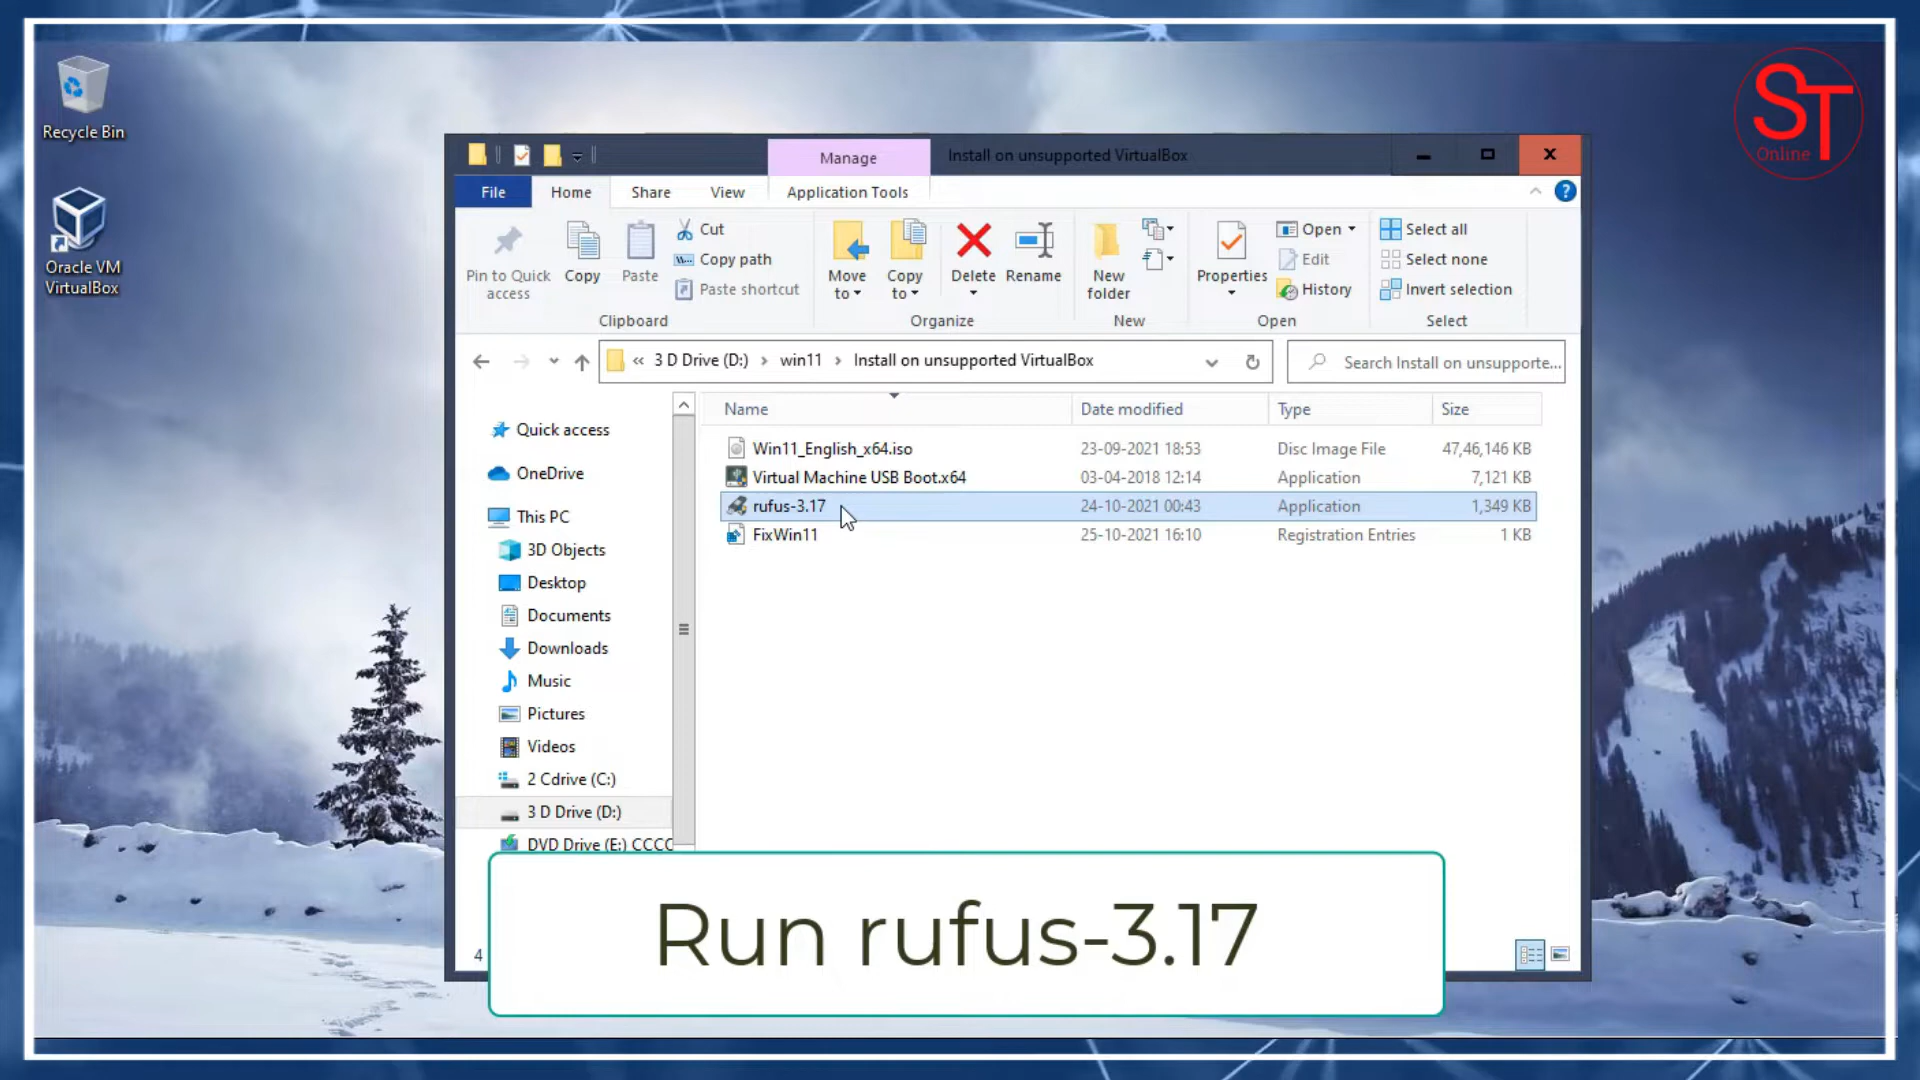 Recycle Bin
Oracle VM
VirtualBox
ST
Online
Manage
Install on unsupported VirtualBox
File
Home
Share
View
Application Tools
Pin to Quick
access
Copy
Paste
Cut
Copy path
Paste shortcut
Clipboard
Move
to
Copy
to
Delete
Rename
Organize
New
folder
New
Properties
Open
Edit
History
Open
Select all
Select none
Invert selection
Select
« 3 D Drive (D:) › win11 › Install on unsupported VirtualBox
Search Install on unsupporte...
Quick access
OneDrive
This PC
3D Objects
Desktop
Documents
Downloads
Music
Pictures
Videos
2 Cdrive (C:)
3 D Drive (D:)
DVD Drive (E:) CCCC
Name Date modified Type Size
Win11_English_x64.iso 23-09-2021 18:53 Disc Image File 47,46,146 KB
Virtual Machine USB Boot.x64 03-04-2018 12:14 Application 7,121 KB
rufus-3.17 24-10-2021 00:43 Application 1,349 KB
FixWin11 25-10-2021 16:10 Registration Entries 1 KB
4
Run rufus-3.17